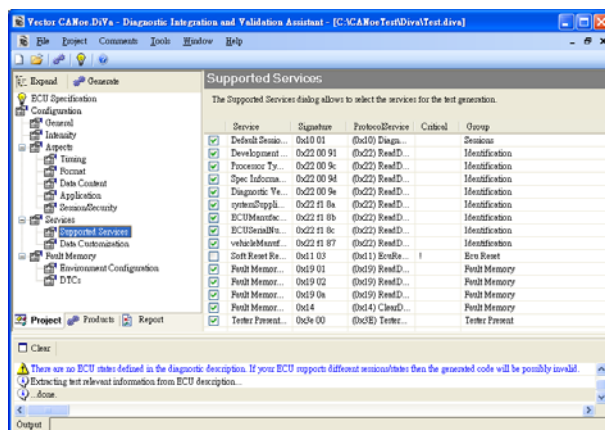 Vector CANoe.DiVa - Diagnostic Integration and Validation Assistant - [C:\CANoeTest\Diva\Test.diva]
File Project Comments Tools Window Help
Expand Generate
ECU Specification
Configuration
General
Intensity
Aspects
Timing
Format
Data Content
Application
Session/Security
Services
Supported Services
Data Customization
Fault Memory
Environment Configuration
DTCs
Project Products Report
Supported Services
The Supported Services dialog allows to select the services for the test generation.
Service Signature ProtocolService Critical Group
Default Sessio... 0x10 01 (0x10) Diagn... Sessions
Development ... 0x22 00 91 (0x22) ReadD... Identification
Processor Ty... 0x22 00 9c (0x22) ReadD... Identification
Spec Informa... 0x22 00 9d (0x22) ReadD... Identification
Diagnostic Ve... 0x22 00 9e (0x22) ReadD... Identification
systemSuppli... 0x22 f1 8a (0x22) ReadD... Identification
ECUManufac... 0x22 f1 8b (0x22) ReadD... Identification
ECUSerialNu... 0x22 f1 8c (0x22) ReadD... Identification
vehicleManuf... 0x22 f1 87 (0x22) ReadD... Identification
Soft Reset Re... 0x11 03 (0x11) EcuRe... ! Ecu Reset
Fault Memor... 0x19 01 (0x19) ReadD... Fault Memory
Fault Memor... 0x19 02 (0x19) ReadD... Fault Memory
Fault Memor... 0x19 0a (0x19) ReadD... Fault Memory
Fault Memor... 0x14 (0x14) ClearD... Fault Memory
Tester Present... 0x3e 00 (0x3E) Tester... Tester Present
Clear
There are no ECU states defined in the diagnostic description. If your ECU supports different sessions/states then the generated code will be possibly invalid.
Extracting test relevant information from ECU description...
...done.
Output